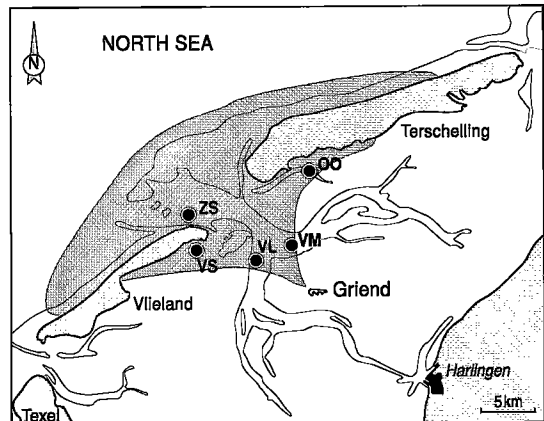 NORTH SEA
N
Terschelling
OO
ZS
VM
VL
VS
Griend
Vlieland
Harlingen
Texel
5km